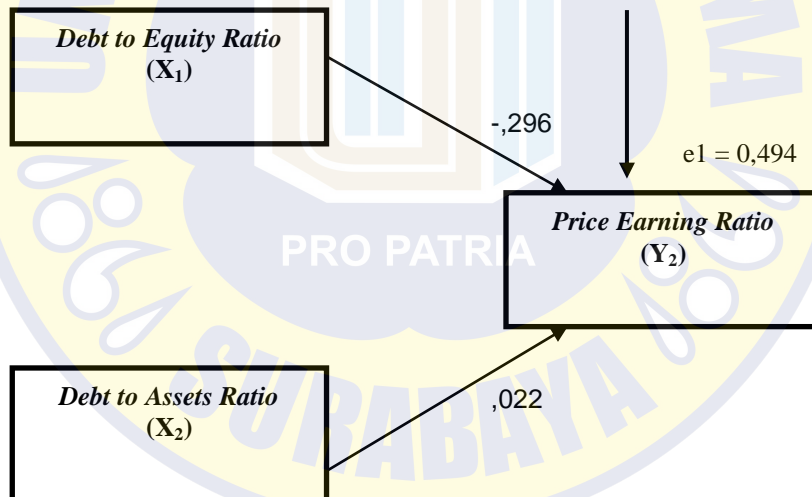 Debt to Equity Ratio
(X₁)
-,296
e1 = 0,494
Price Earning Ratio
(Y₂)
PRO PATRIA
Debt to Assets Ratio
(X₂)
,022
SURABAYA